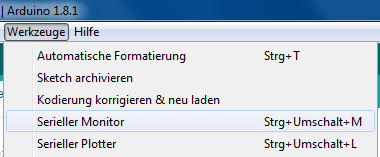 | Arduino 1.8.1
Werkzeuge Hilfe
Automatische Formatierung Strg+T
Sketch archivieren
Kodierung korrigieren & neu laden
Serieller Monitor Strg+Umschalt+M
Serieller Plotter Strg+Umschalt+L